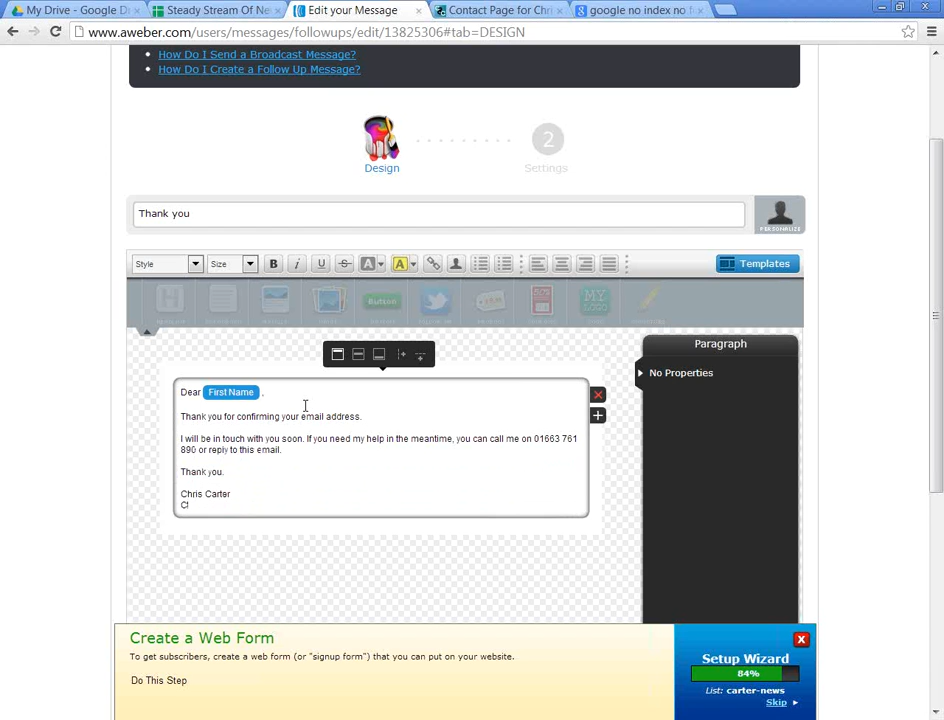 My Drive - Google D
Steady Stream Of Ne
Edit your Message
Contact Page for Chri
google no index no f
www.aweber.com/users/messages/followups/edit/13825306#tab=DESIGN
How Do I Send a Broadcast Message?
How Do I Create a Follow Up Message?
2
Design
Settings
Thank you
PERSONALIZE
Style
Size
B
i
U
S
A
A
Templates
H
Button
MY LOGO
Paragraph
No Properties
Dear First Name ,
Thank you for confirming your email address.
I will be in touch with you soon. If you need my help in the meantime, you can call me on 01663 761
890 or reply to this email.
Thank you.
Chris Carter
Create a Web Form
To get subscribers, create a web form (or "signup form") that you can put on your website.
Do This Step
Setup Wizard
84%
List: carter-news
Skip